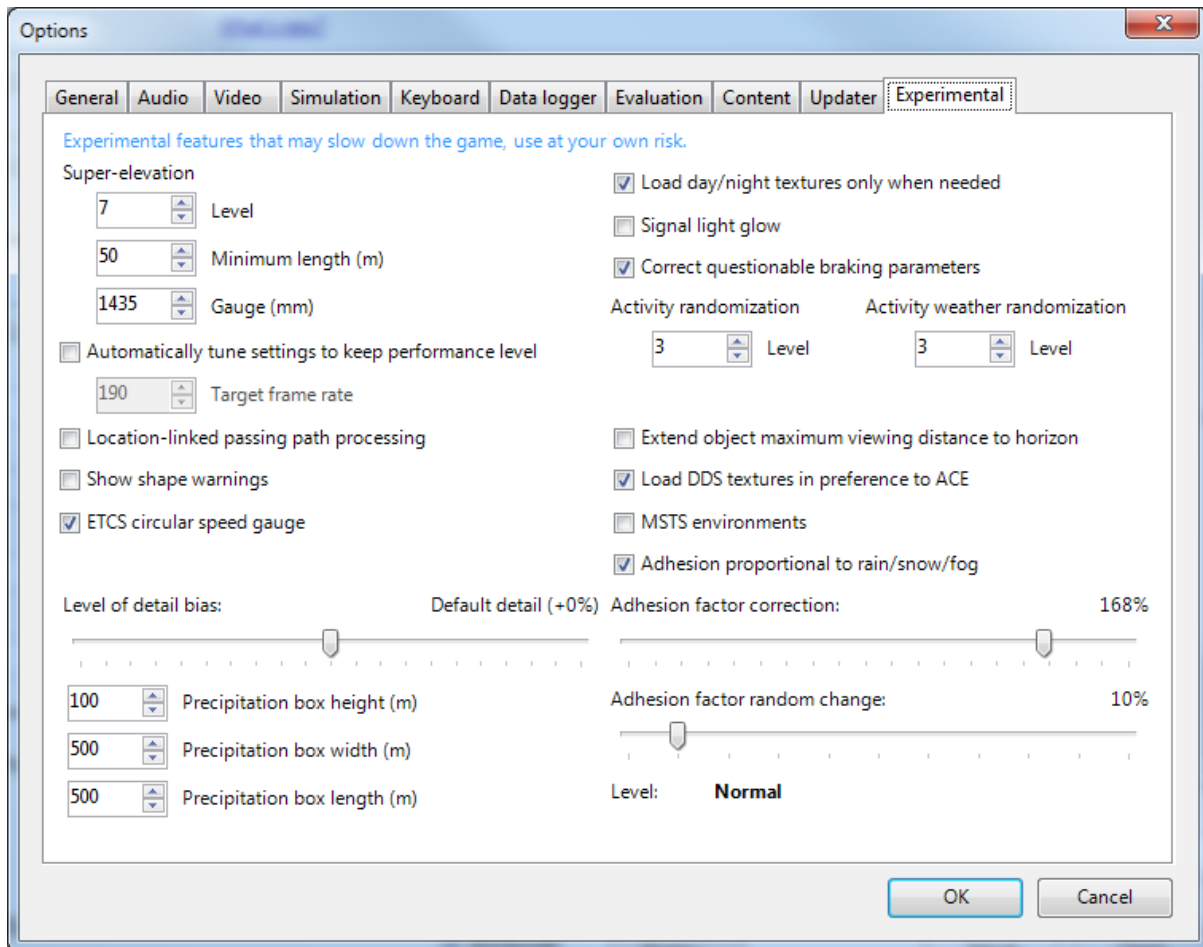 Options
General Audio Video Simulation Keyboard Data logger Evaluation Content Updater Experimental
Experimental features that may slow down the game, use at your own risk.
Super-elevation
7 Level
50 Minimum length (m)
1435 Gauge (mm)
Automatically tune settings to keep performance level
190 Target frame rate
Location-linked passing path processing
Show shape warnings
ETCS circular speed gauge
Load day/night textures only when needed
Signal light glow
Correct questionable braking parameters
Activity randomization Activity weather randomization
3 Level 3 Level
Extend object maximum viewing distance to horizon
Load DDS textures in preference to ACE
MSTS environments
Adhesion proportional to rain/snow/fog
Level of detail bias: Default detail (+0%)
100 Precipitation box height (m)
500 Precipitation box width (m)
500 Precipitation box length (m)
Adhesion factor correction: 168%
Adhesion factor random change: 10%
Level: Normal
OK Cancel